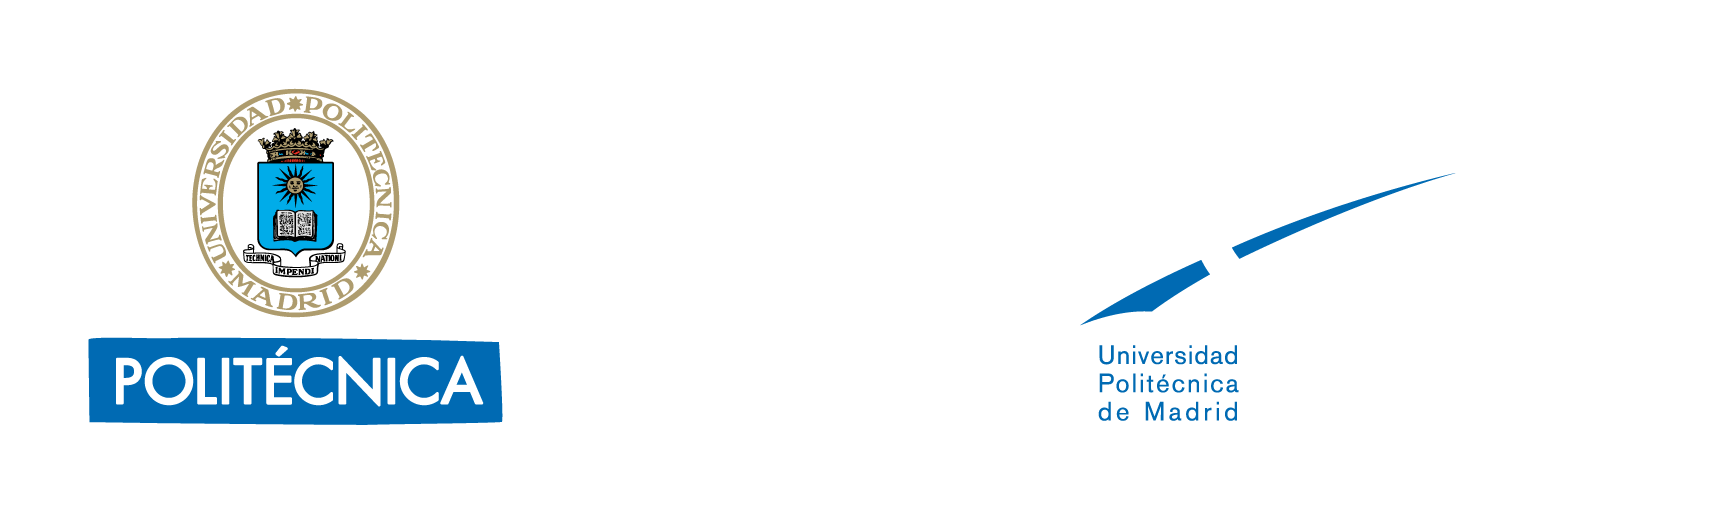 UNIVERSIDAD POLITECNICA
MADRID
TECHNICA
IMPENDI
NATIONI
POLITÉCNICA
Universidad
Politécnica
de Madrid